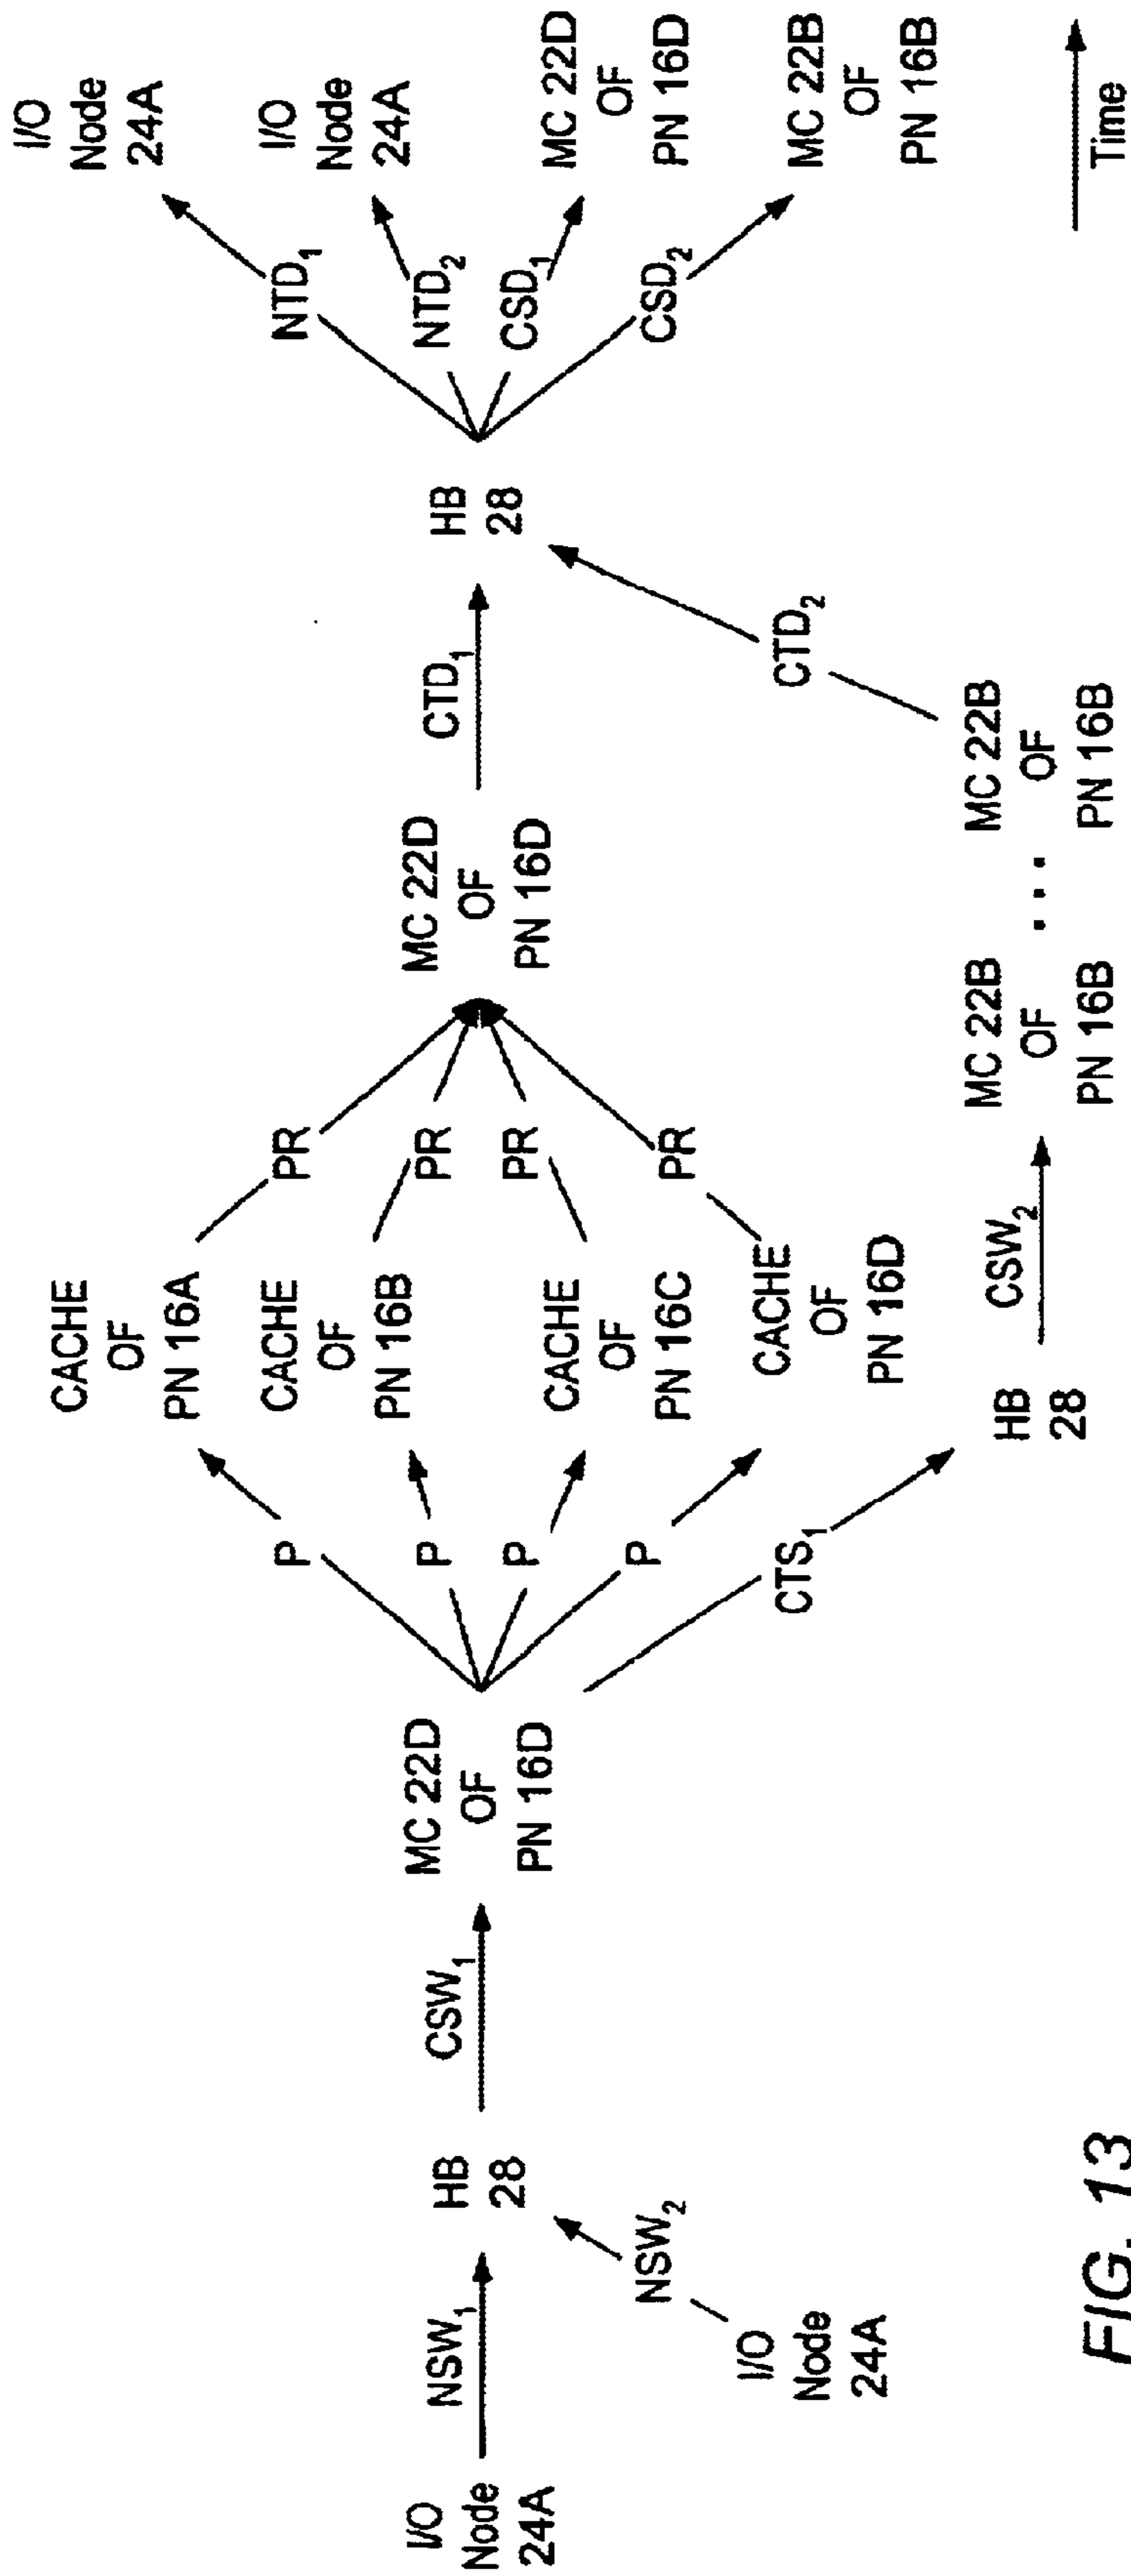 I/O
Node
24A
NSW1
I/O
Node
24A
NSW2
HB
28
CSW1
MC 22D
OF
PN 16D
P
P
P
P
CTS1
CACHE
OF
PN 16A
CACHE
OF
PN 16B
CACHE
OF
PN 16C
CACHE
OF
PN 16D
HB
28
PR
PR
PR
PR
CSW2
MC 22D
OF
PN 16D
MC 22B
OF
PN 16B
...
MC 22B
OF
PN 16B
CTD1
CTD2
HB
28
NTD1
NTD2
CSD1
CSD2
I/O
Node
24A
I/O
Node
24A
MC 22D
OF
PN 16D
MC 22B
OF
PN 16B
Time
FIG. 13